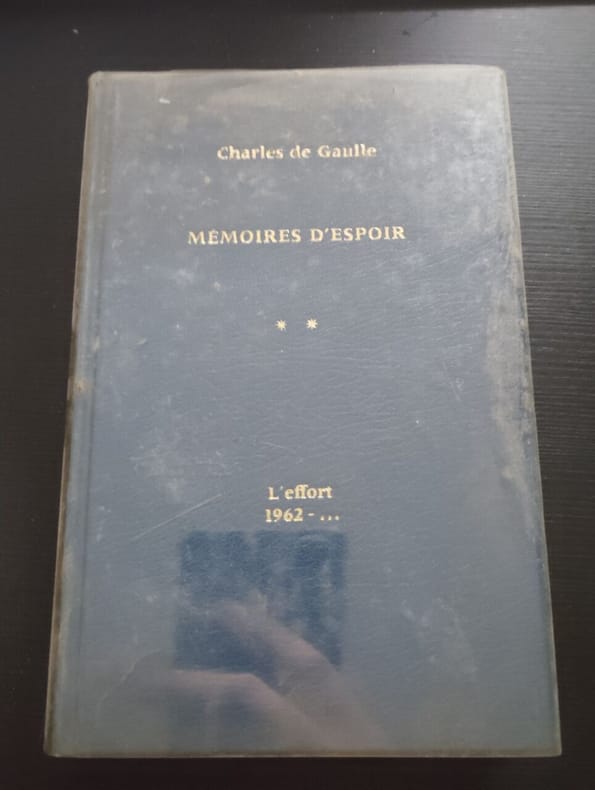 Charles de Gaulle
MÉMOIRES D'ESPOIR
* *
L'effort
1962-...